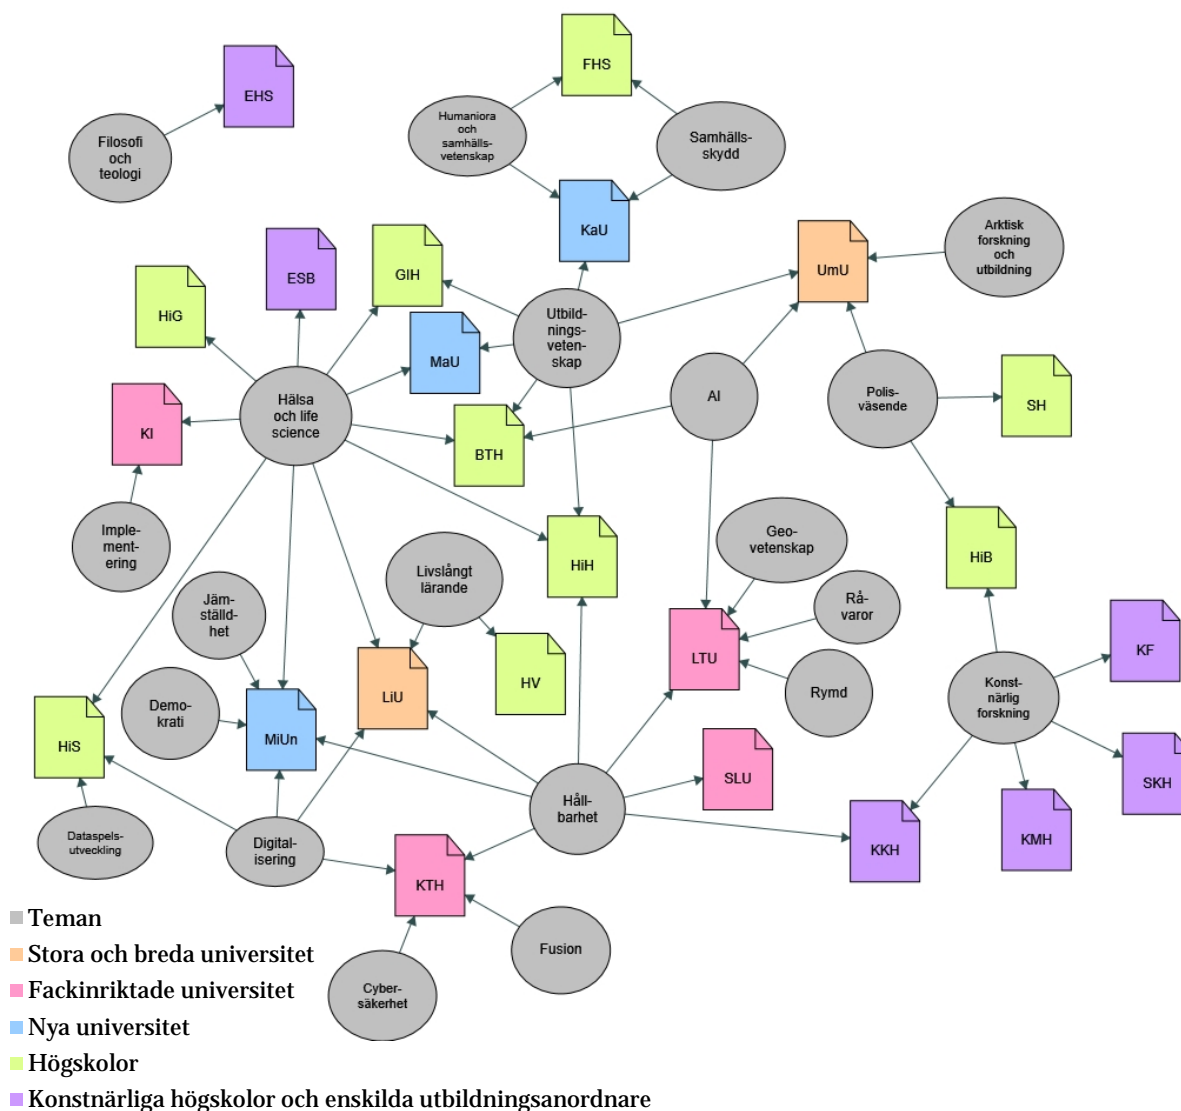 FHS
EHS
Humaniora
och
samhälls-
vetenskap
Samhälls-
skydd
Filosofi
och
teologi
KaU
Arktisk
forskning
och
utbildning
UmU
GIH
ESB
HiG
Utbild-
nings-
veten-
skap
MaU
AI
Polis-
väsende
SH
Hälsa
och life
science
KI
BTH
Imple-
ment-
ering
Geo-
vetenskap
HiH
HiB
Livslångt
lärande
Jäm-
ställd-
het
Rå-
varor
KF
LTU
HV
LiU
Rymd
Konst-
närlig
forskning
Demo-
krati
MiUn
HiS
SLU
SKH
Håll-
barhet
Dataspels-
utveckling
Digital-
isering
KKH
KMH
KTH
Fusion
Cyber-
säkerhet
Teman
Stora och breda universitet
Fackinriktade universitet
Nya universitet
Högskolor
Konstnärliga högskolor och enskilda utbildningsanordnare